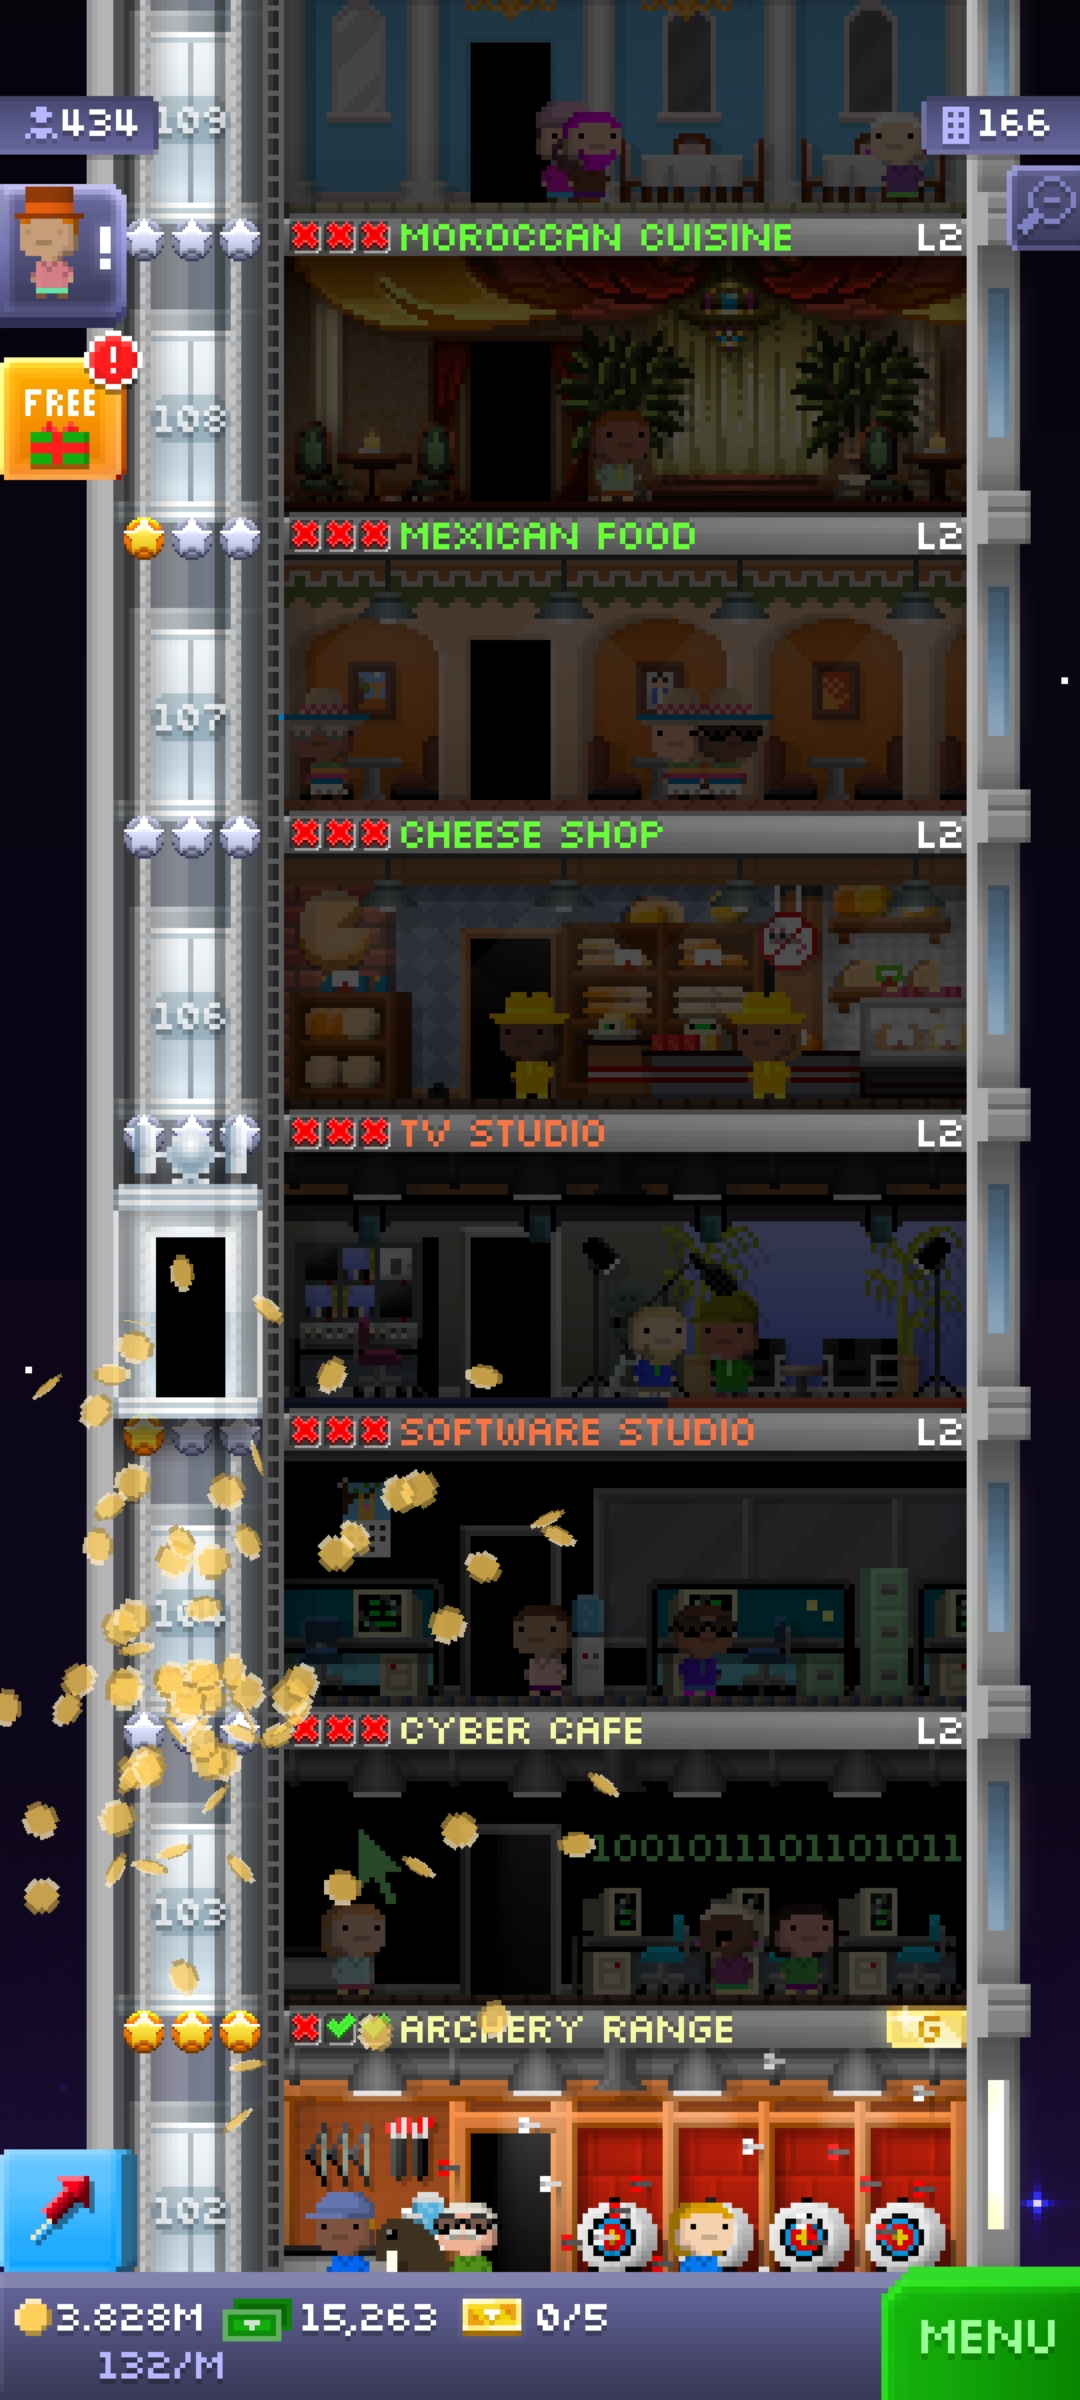 434
109
166
!
MOROCCAN CUISINE L2
!
FREE
108
MEXICAN FOOD L2
107
CHEESE SHOP L2
106
TV STUDIO L2
SOFTWARE STUDIO L2
104
CYBER CAFE L2
1001011101101011
103
ARCHERY RANGE G
102
3.828M 15,263 0/5
132/M
MENU